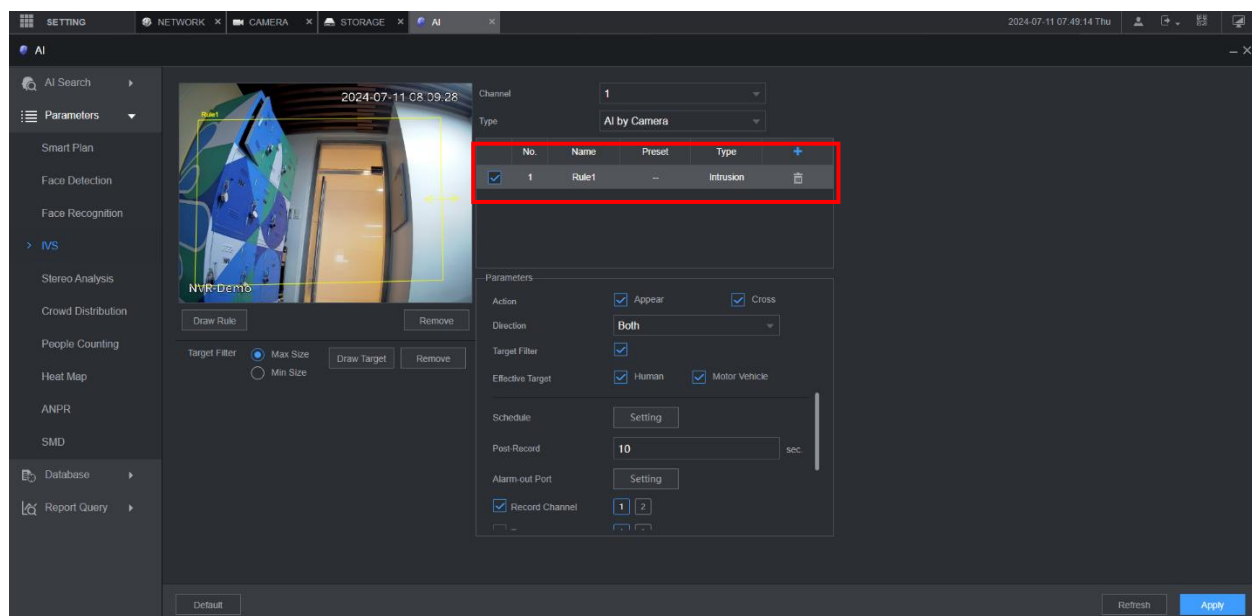 SETTING
NETWORK
CAMERA
STORAGE
AI
2024-07-11 07:49:14 Thu
AI
AI Search
Parameters
Smart Plan
Face Detection
Face Recognition
IVS
Stereo Analysis
Crowd Distribution
People Counting
Heat Map
ANPR
SMD
Database
Report Query
2024-07-11 08:09:28
Rule1
NVR-Demo
Draw Rule
Remove
Target Filter
Max Size
Min Size
Draw Target
Remove
Channel
1
Type
AI by Camera
No. Name Preset Type
1 Rule1 -- Intrusion
Parameters
Action Appear Cross
Direction Both
Target Filter
Effective Target Human Motor Vehicle
Schedule Setting
Post-Record 10 sec.
Alarm-out Port Setting
Record Channel 1 2
Default
Refresh
Apply